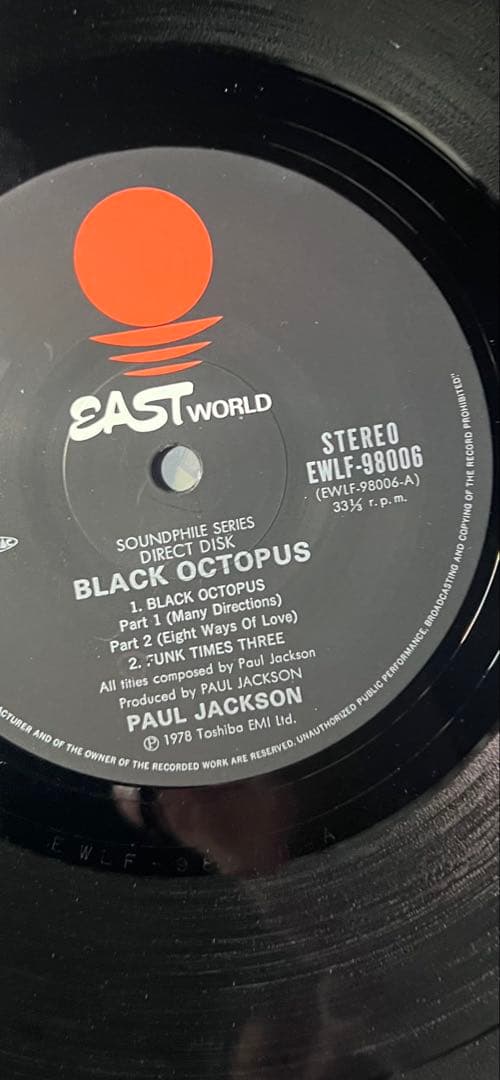 EAST WORLD
STEREO
EWLF-98006
(EWLF-98006-A)
33⅓ r.p.m.
SOUNDPHILE SERIES
DIRECT DISK
BLACK OCTOPUS
1. BLACK OCTOPUS
Part 1 (Many Directions)
Part 2 (Eight Ways Of Love)
2. FUNK TIMES THREE
All titles composed by Paul Jackson
Produced by PAUL JACKSON
PAUL JACKSON
Ⓟ 1978 Toshiba EMI Ltd.
ACTURER AND OF THE OWNER OF THE RECORDED WORK ARE RESERVED. UNAUTHORIZED PUBLIC PERFORMANCE, BROADCASTING AND COPYING OF THE RECORD PROHIBITED."